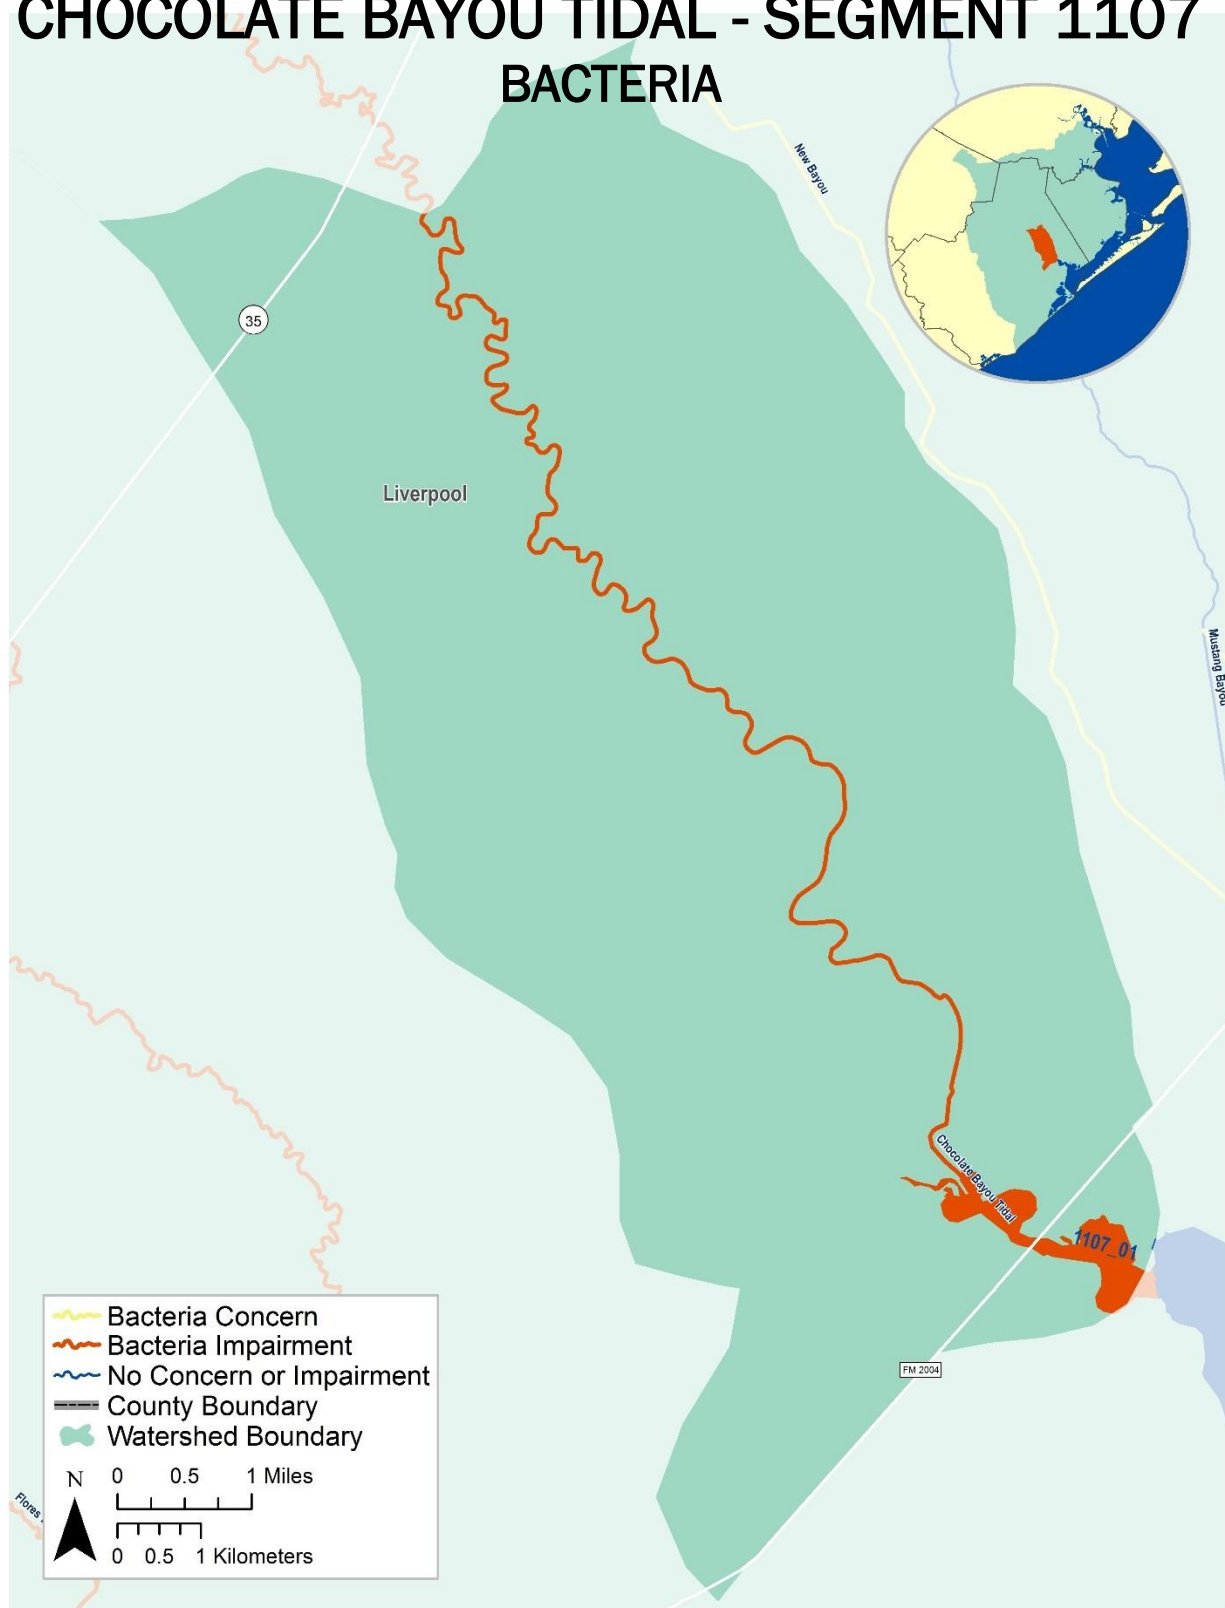 CHOCOLATE BAYOU TIDAL - SEGMENT 1107
BACTERIA
New Bayou
35
Liverpool
Mustang Bayou
Chocolate Bayou Tidal
1107_01
FM 2004
Bacteria Concern
Bacteria Impairment
No Concern or Impairment
County Boundary
Watershed Boundary
N
0 0.5 1 Miles
0 0.5 1 Kilometers
Flores